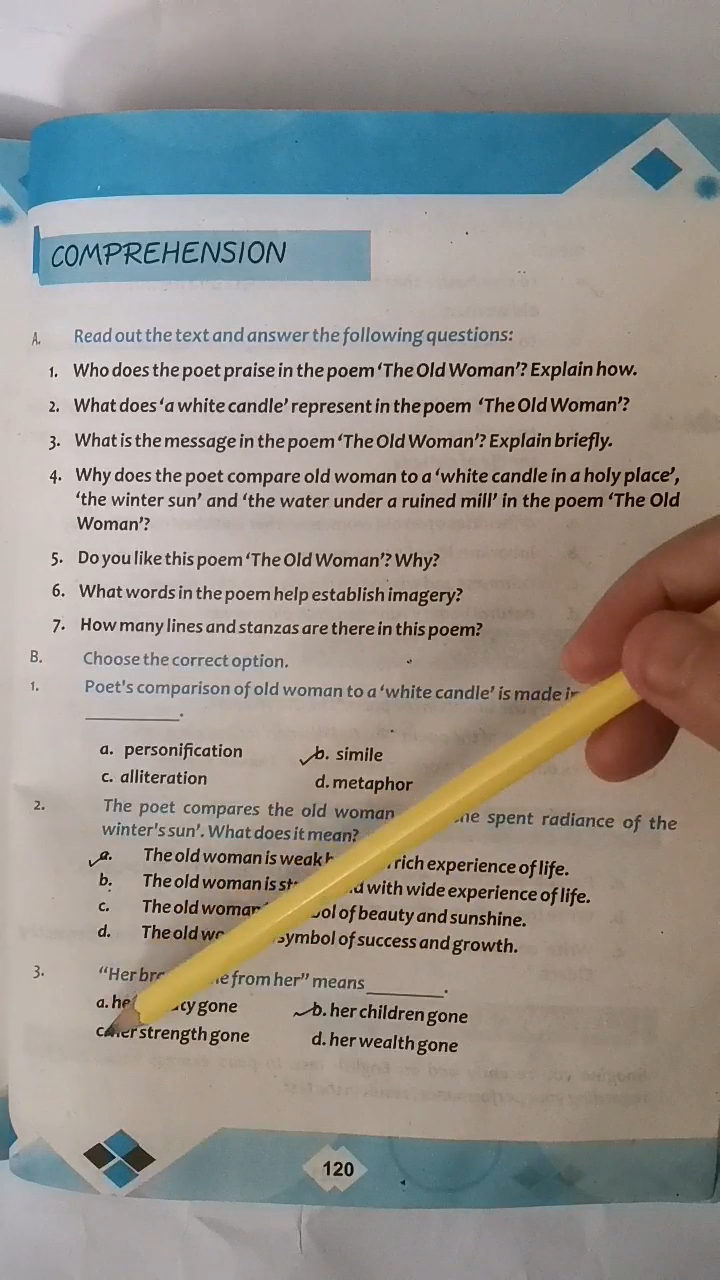 COMPREHENSION
A. Read out the text and answer the following questions:
1. Who does the poet praise in the poem ‘The Old Woman’? Explain how.
2. What does ‘a white candle’ represent in the poem ‘The Old Woman’?
3. What is the message in the poem ‘The Old Woman’? Explain briefly.
4. Why does the poet compare old woman to a ‘white candle in a holy place’,
‘the winter sun’ and ‘the water under a ruined mill’ in the poem ‘The Old
Woman’?
5. Do you like this poem ‘The Old Woman’? Why?
6. What words in the poem help establish imagery?
7. How many lines and stanzas are there in this poem?
B. Choose the correct option.
1. Poet's comparison of old woman to a ‘white candle’ is made
________.
a. personification b. simile
c. alliteration d. metaphor
2. The poet compares the old woman spent radiance of the
winter's sun’. What does it mean?
a. The old woman is weak rich experience of life.
b. The old woman is with wide experience of life.
c. The old woman of beauty and sunshine.
d. The old symbol of success and growth.
3. “Her from her” means ________.
a. gone b. her children gone
c. her strength gone d. her wealth gone
120